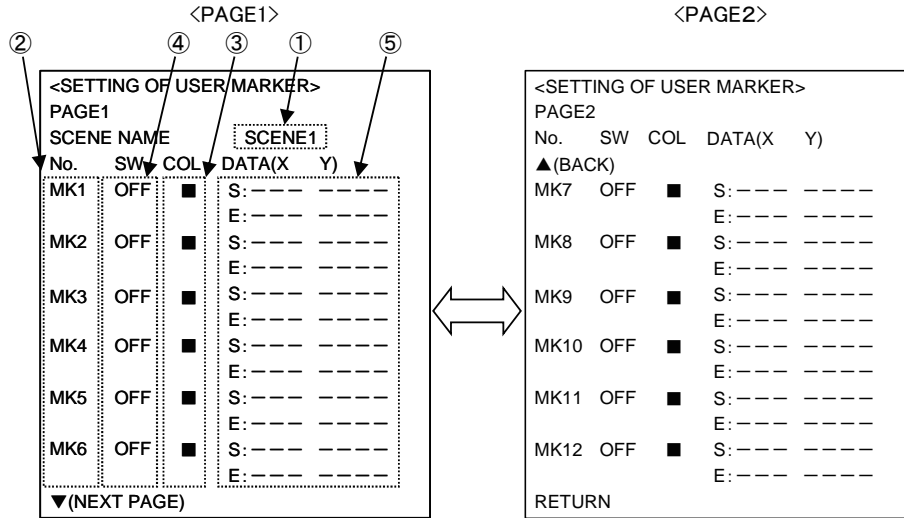 <PAGE1>
② ④ ③ ① ⑤
<SETTING OF USER MARKER>
PAGE1
SCENE NAME SCENE1
No. SW COL DATA(X Y)
MK1 OFF ■ S:––– ––––
E:––– ––––
MK2 OFF ■ S:––– ––––
E:––– ––––
MK3 OFF ■ S:––– ––––
E:––– ––––
MK4 OFF ■ S:––– ––––
E:––– ––––
MK5 OFF ■ S:––– ––––
E:––– ––––
MK6 OFF ■ S:––– ––––
E:––– ––––
▼(NEXT PAGE)
<PAGE2>
<SETTING OF USER MARKER>
PAGE2
No. SW COL DATA(X Y)
▲(BACK)
MK7 OFF ■ S:––– ––––
E:––– ––––
MK8 OFF ■ S:––– ––––
E:––– ––––
MK9 OFF ■ S:––– ––––
E:––– ––––
MK10 OFF ■ S:––– ––––
E:––– ––––
MK11 OFF ■ S:––– ––––
E:––– ––––
MK12 OFF ■ S:––– ––––
E:––– ––––
RETURN